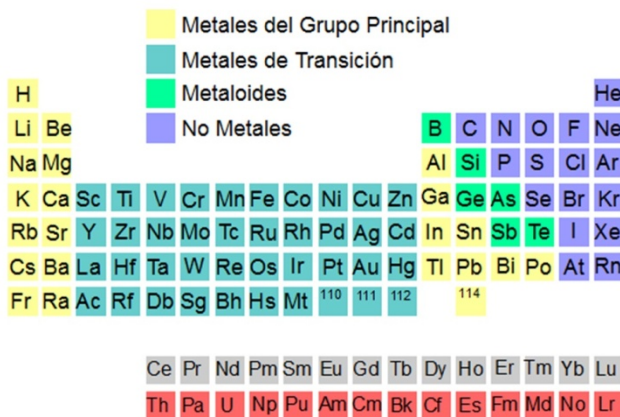 Metales del Grupo Principal
Metales de Transición
Metaloides
No Metales
H He
Li Be B C N O F Ne
Na Mg Al Si P S Cl Ar
K Ca Sc Ti V Cr Mn Fe Co Ni Cu Zn Ga Ge As Se Br Kr
Rb Sr Y Zr Nb Mo Tc Ru Rh Pd Ag Cd In Sn Sb Te I Xe
Cs Ba La Hf Ta W Re Os Ir Pt Au Hg Tl Pb Bi Po At Rn
Fr Ra Ac Rf Db Sg Bh Hs Mt 110 111 112 114
Ce Pr Nd Pm Sm Eu Gd Tb Dy Ho Er Tm Yb Lu
Th Pa U Np Pu Am Cm Bk Cf Es Fm Md No Lr